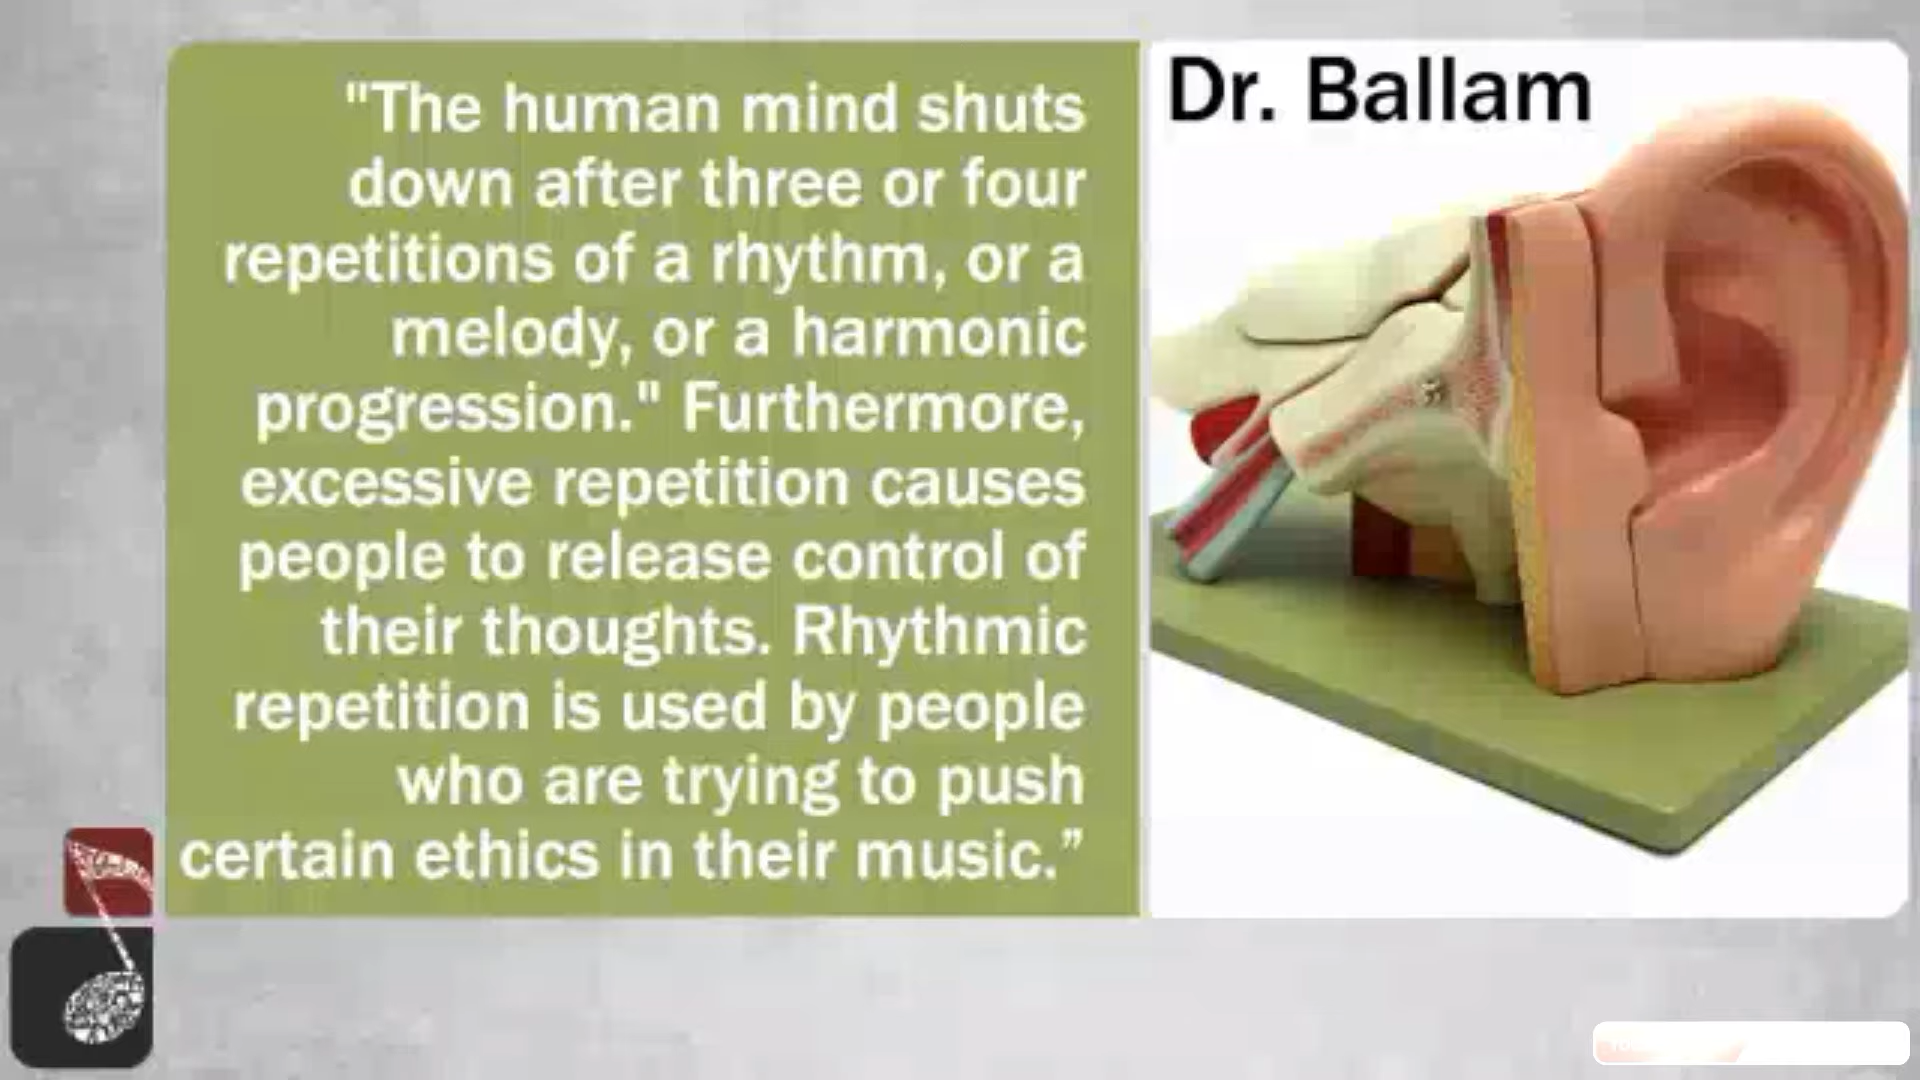 "The human mind shuts
down after three or four
repetitions of a rhythm, or a
melody, or a harmonic
progression." Furthermore,
excessive repetition causes
people to release control of
their thoughts. Rhythmic
repetition is used by people
who are trying to push
certain ethics in their music.”
Dr. Ballam